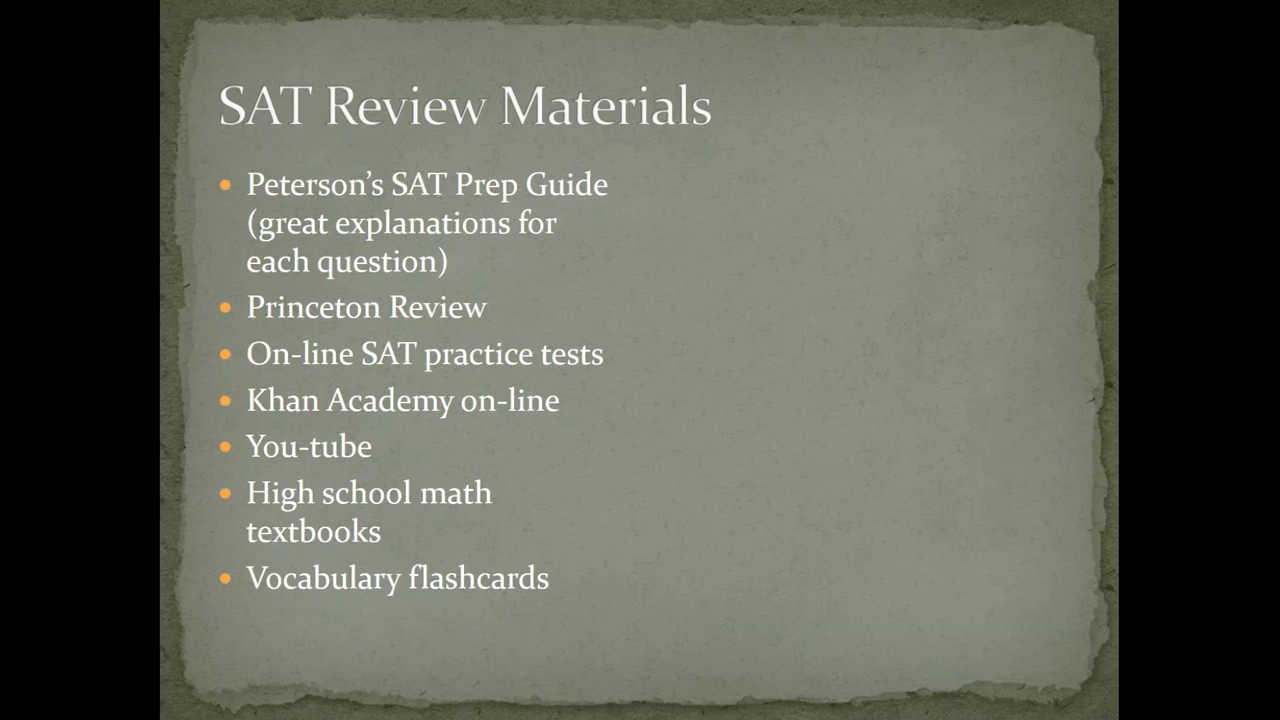 SAT Review Materials
• Peterson’s SAT Prep Guide
(great explanations for
each question)
• Princeton Review
• On-line SAT practice tests
• Khan Academy on-line
• You-tube
• High school math
textbooks
• Vocabulary flashcards